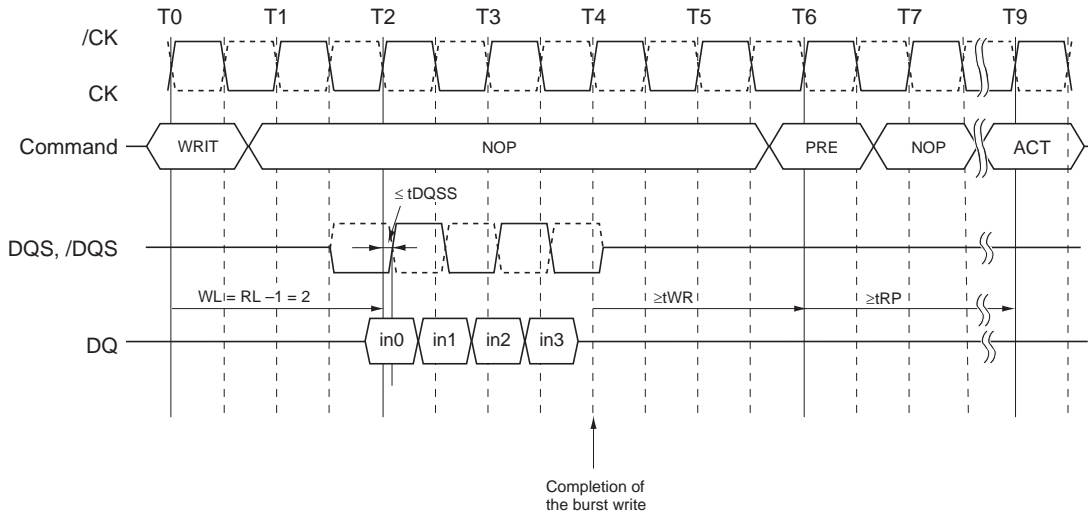 T0 T1 T2 T3 T4 T5 T6 T7 T9
/CK
CK
Command WRIT NOP PRE NOP ACT
≤ tDQSS
DQS, /DQS
WL = RL –1 = 2 ≥tWR ≥tRP
DQ in0 in1 in2 in3
Completion of
the burst write